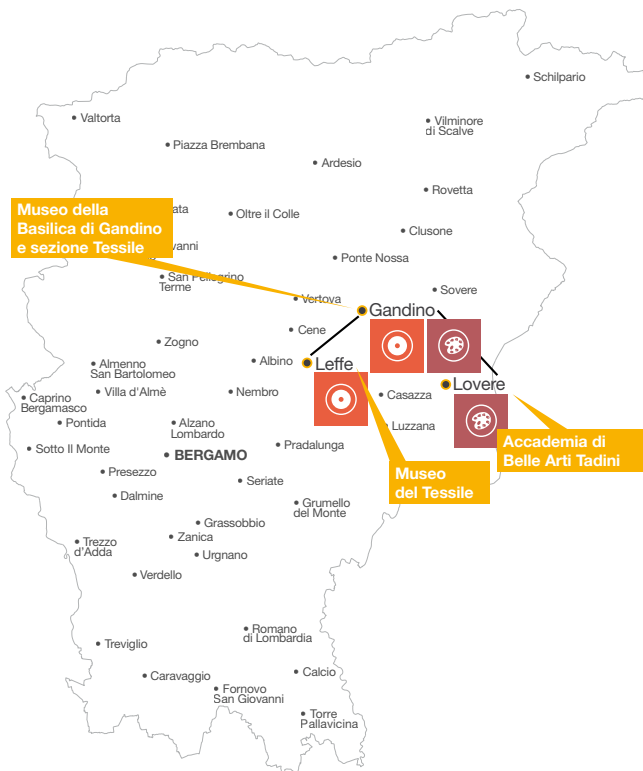 Schilpario
Valtorta
Vilminore
di Scalve
Piazza Brembana
Ardesio
Rovetta
Museo della
Basilica di Gandino
e sezione Tessile
Oltre il Colle
Clusone
Ponte Nossa
San Pellegrino
Terme
Sovere
Vertova
Gandino
Cene
Zogno
Albino
Leffe
Almenno
San Bartolomeo
Lovere
Caprino
Bergamasco
Villa d'Almè
Nembro
Casazza
Pontida
Alzano
Lombardo
Luzzana
Accademia di
Belle Arti Tadini
Sotto Il Monte
BERGAMO
Pradalunga
Presezzo
Seriate
Museo
del Tessile
Dalmine
Grumello
del Monte
Grassobbio
Trezzo
d'Adda
Zanica
Urgnano
Verdello
Romano
di Lombardia
Treviglio
Caravaggio
Calcio
Fornovo
San Giovanni
Torre
Pallavicina